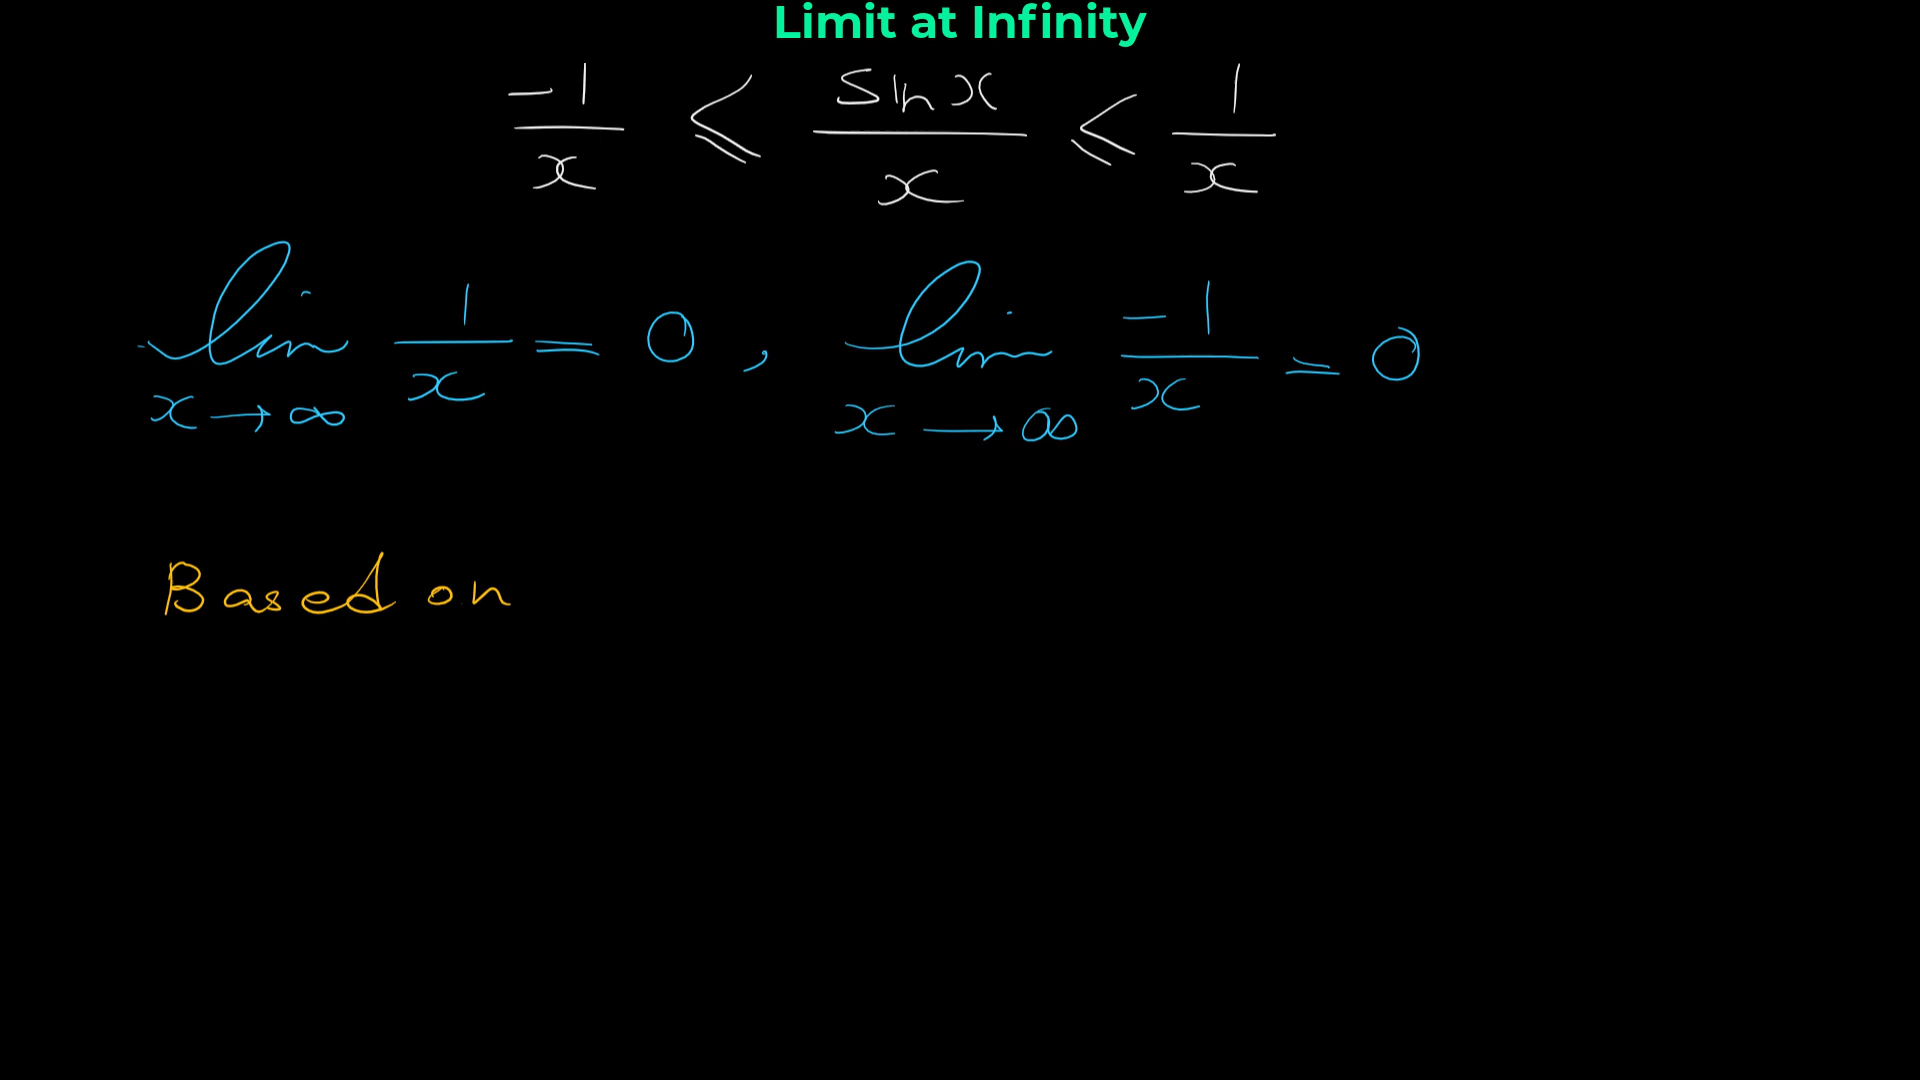 Limit at Infinity
-1/x ≤ sin x/x ≤ 1/x
lim x→∞ 1/x = 0 , lim x→∞ -1/x = 0
Based on